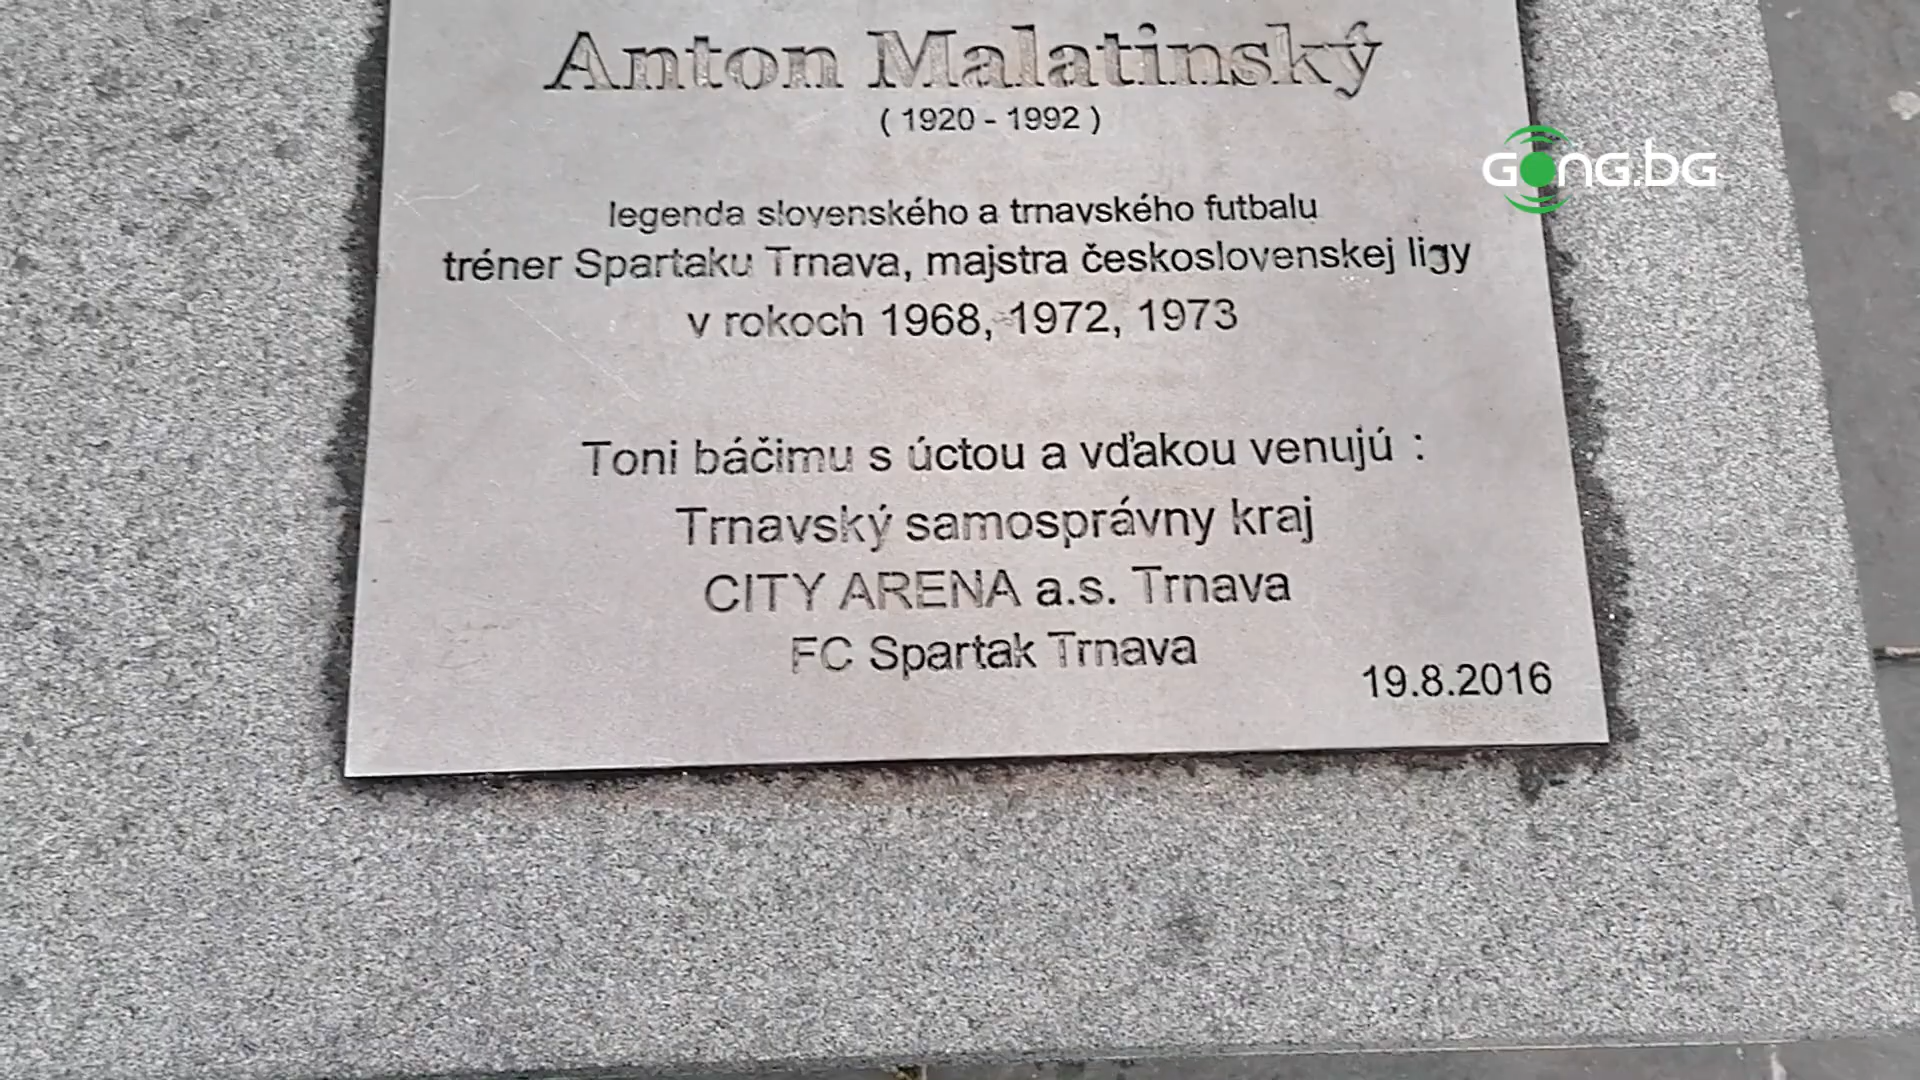 Anton Malatinský
( 1920 - 1992 )
GONG.bg
legenda slovenského a trnavského futbalu
tréner Spartaku Trnava, majstra československej ligy
v rokoch 1968, 1972, 1973
Toni báčimu s úctou a vďakou venujú :
Trnavský samosprávny kraj
CITY ARENA a.s. Trnava
FC Spartak Trnava
19.8.2016